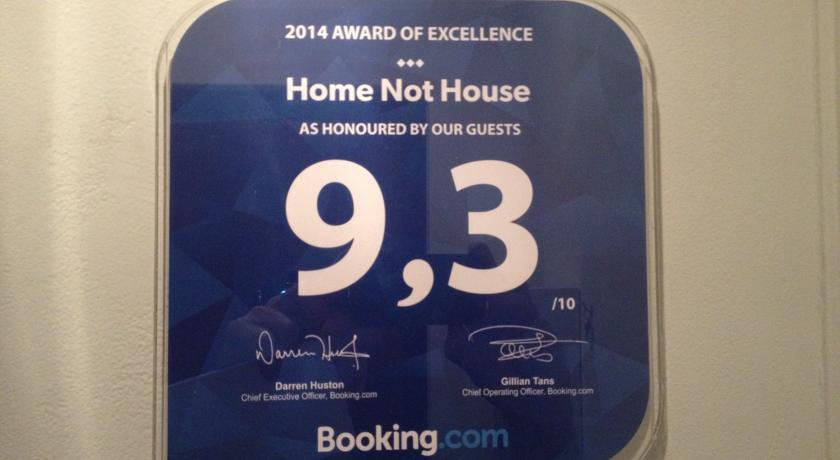 2014 AWARD OF EXCELLENCE
Home Not House
AS HONOURED BY OUR GUESTS
9,3
/10
Darren Huston
Chief Executive Officer, Booking.com
Gillian Tans
Chief Operating Officer, Booking.com
Booking.com